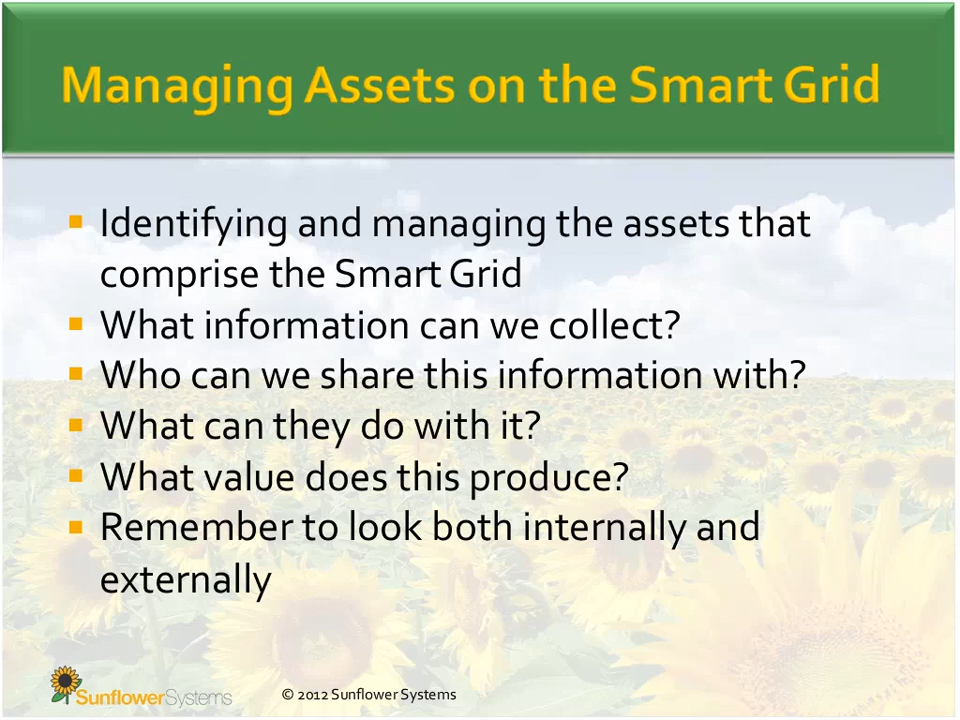 Managing Assets on the Smart Grid
Identifying and managing the assets that
comprise the Smart Grid
What information can we collect?
Who can we share this information with?
What can they do with it?
What value does this produce?
Remember to look both internally and
externally
SunflowerSystems
© 2012 Sunflower Systems